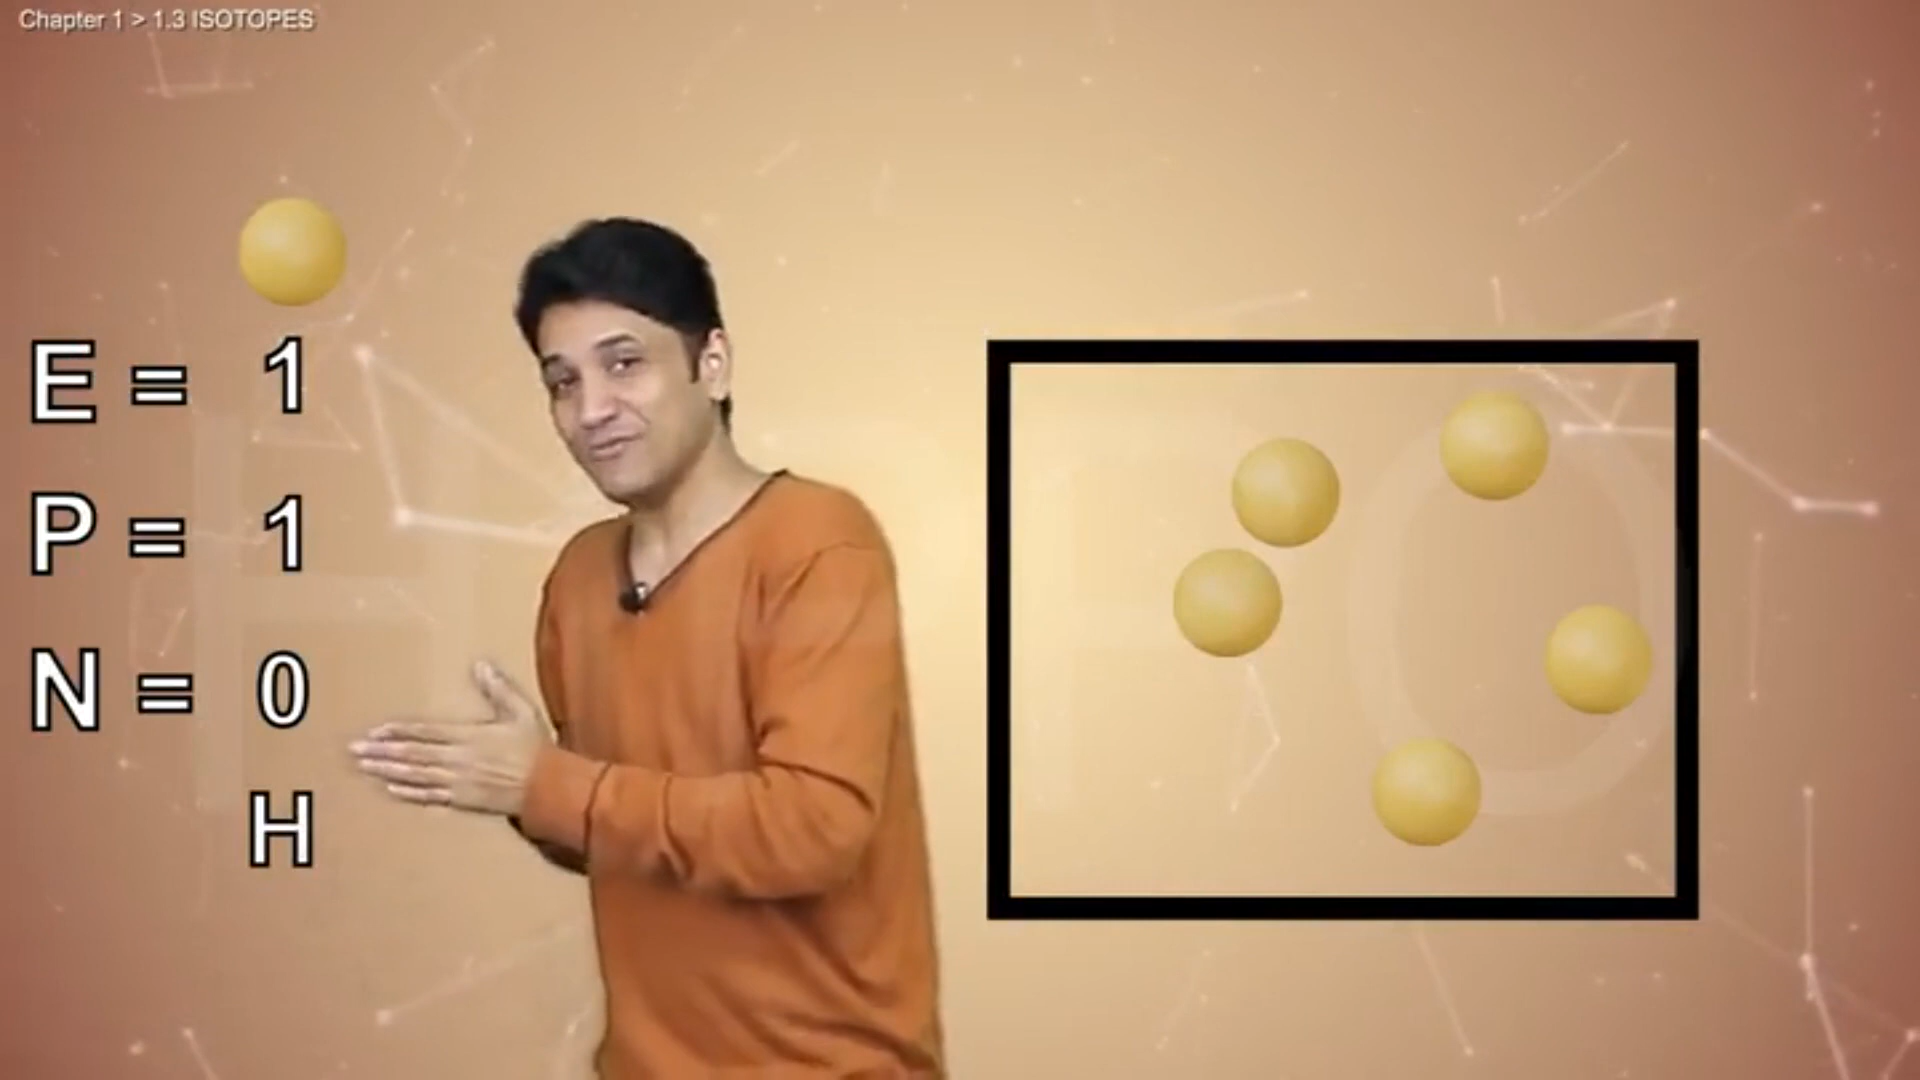 Chapter 1 > 1.3 ISOTOPES
E = 1
P = 1
N = 0
H